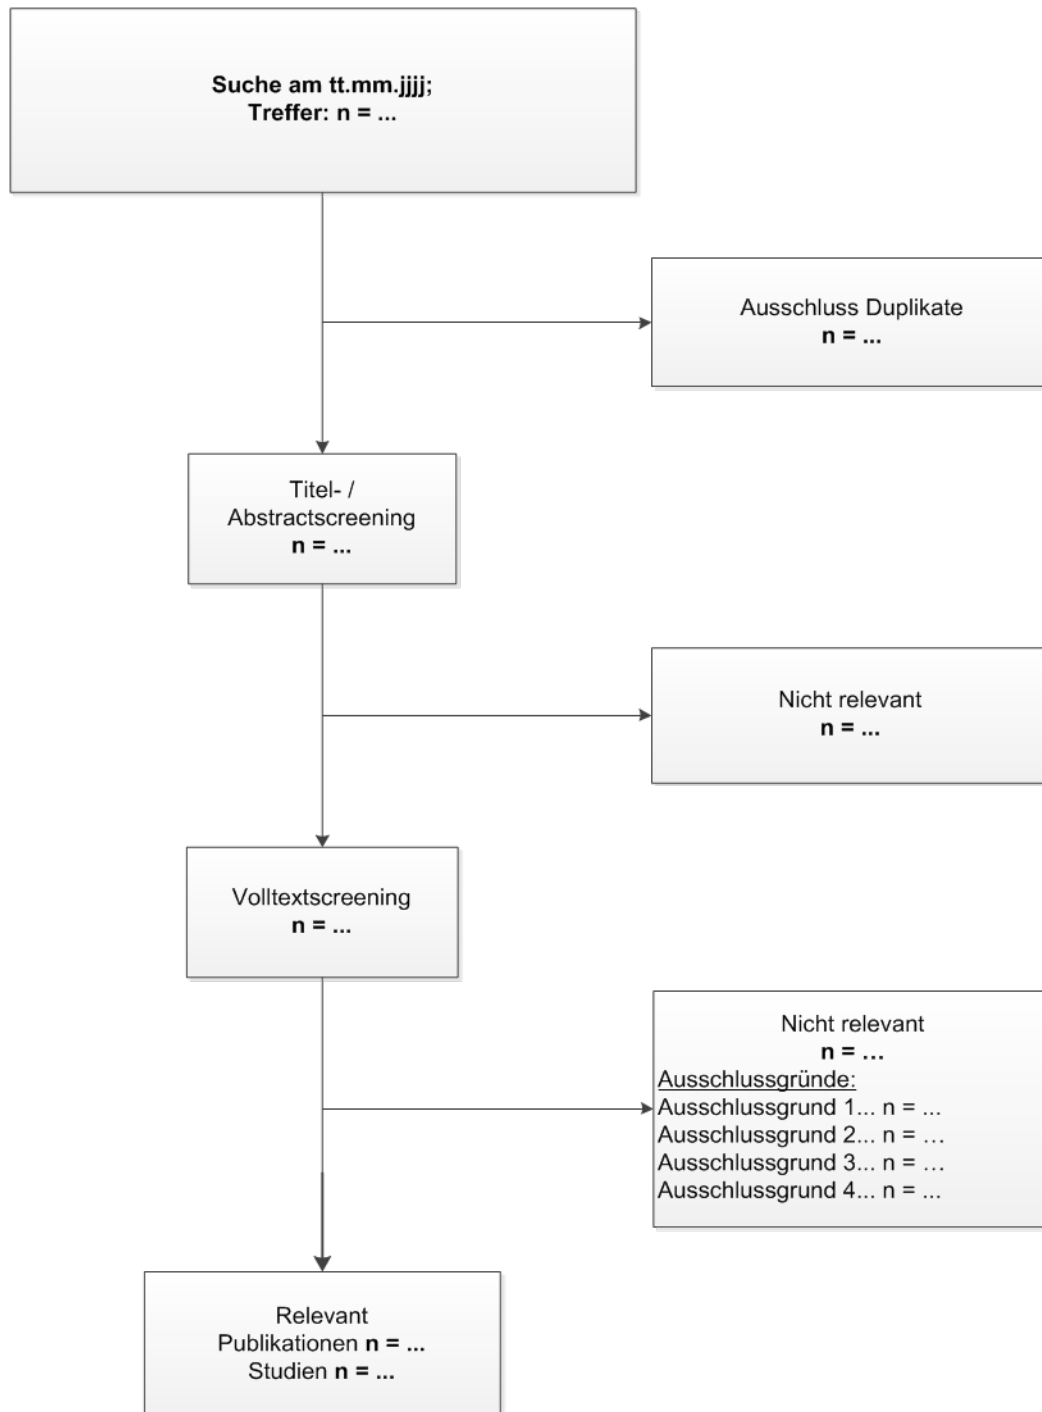 Suche am tt.mm.jjjj;
Treffer: n = ...
Ausschluss Duplikate
n = ...
Titel- /
Abstractscreening
n = ...
Nicht relevant
n = ...
Volltextscreening
n = ...
Nicht relevant
n = …
Ausschlussgründe:
Ausschlussgrund 1... n = ...
Ausschlussgrund 2... n = …
Ausschlussgrund 3... n = …
Ausschlussgrund 4... n = ...
Relevant
Publikationen n = ...
Studien n = ...